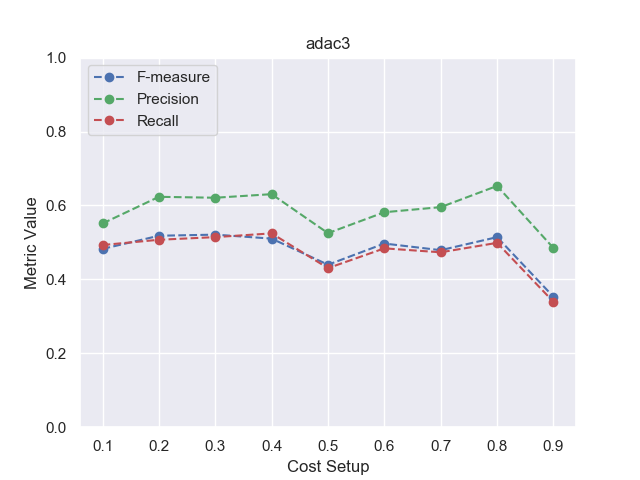 adac3
1.0
0.8
0.6
0.4
0.2
0.0
Metric Value
F-measure
Precision
Recall
0.1 0.2 0.3 0.4 0.5 0.6 0.7 0.8 0.9
Cost Setup